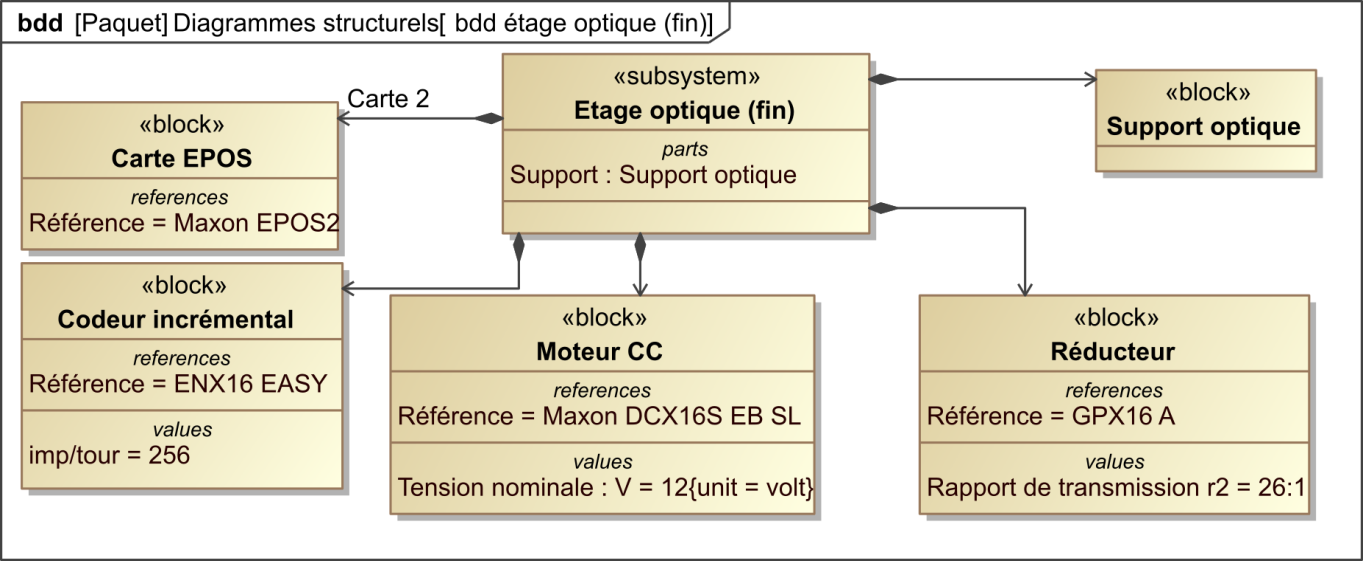 bdd [Paquet] Diagrammes structurels[ bdd étage optique (fin)]
«subsystem»
Etage optique (fin)
parts
Support : Support optique
«block»
Support optique
Carte 2
«block»
Carte EPOS
references
Référence = Maxon EPOS2
«block»
Codeur incrémental
references
Référence = ENX16 EASY
values
imp/tour = 256
«block»
Moteur CC
references
Référence = Maxon DCX16S EB SL
values
Tension nominale : V = 12{unit = volt}
«block»
Réducteur
references
Référence = GPX16 A
values
Rapport de transmission r2 = 26:1